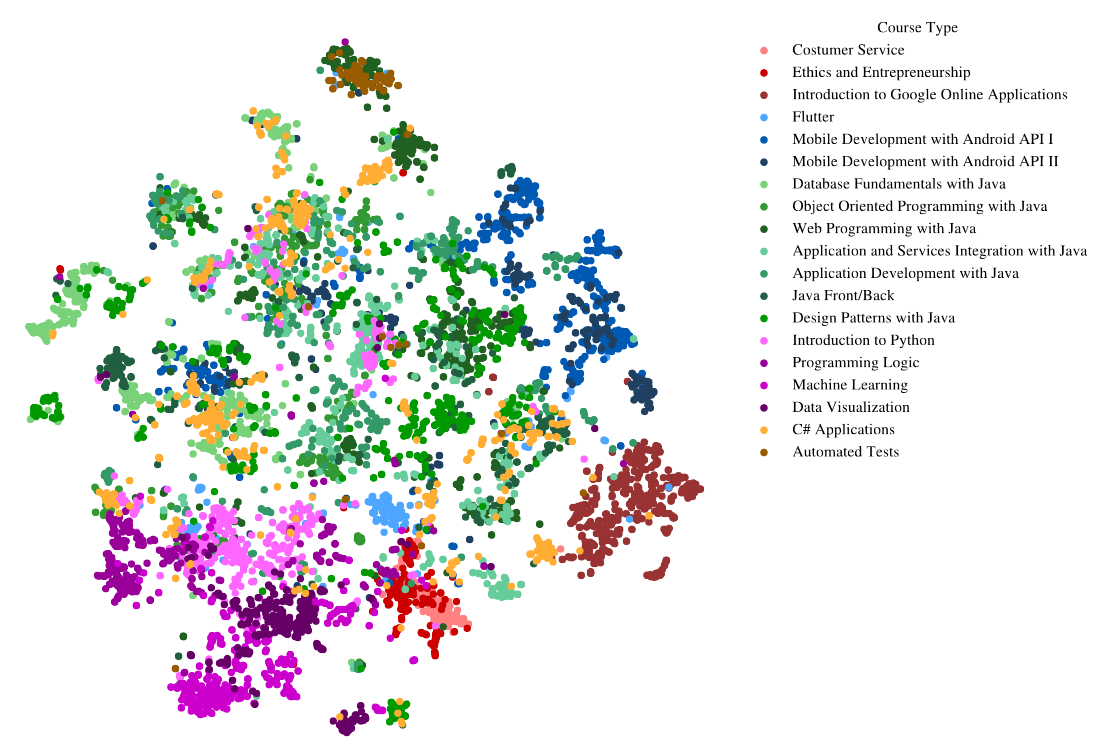 Course Type
Costumer Service
Ethics and Entrepreneurship
Introduction to Google Online Applications
Flutter
Mobile Development with Android API I
Mobile Development with Android API II
Database Fundamentals with Java
Object Oriented Programming with Java
Web Programming with Java
Application and Services Integration with Java
Application Development with Java
Java Front/Back
Design Patterns with Java
Introduction to Python
Programming Logic
Machine Learning
Data Visualization
C# Applications
Automated Tests